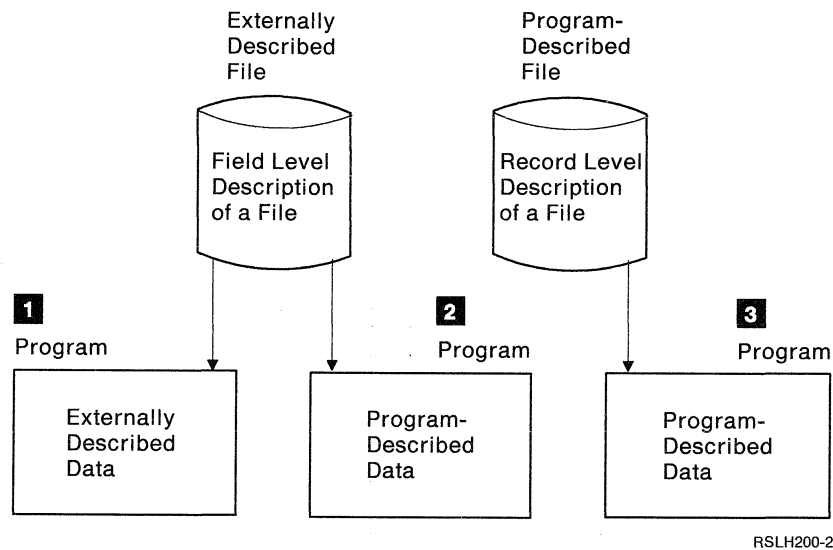 Externally
Described
File
Program-
Described
File
Field Level
Description
of a File
Record Level
Description
of a File
1
Program
2
Program
3
Program
Externally
Described
Data
Program-
Described
Data
Program-
Described
Data
RSLH200-2